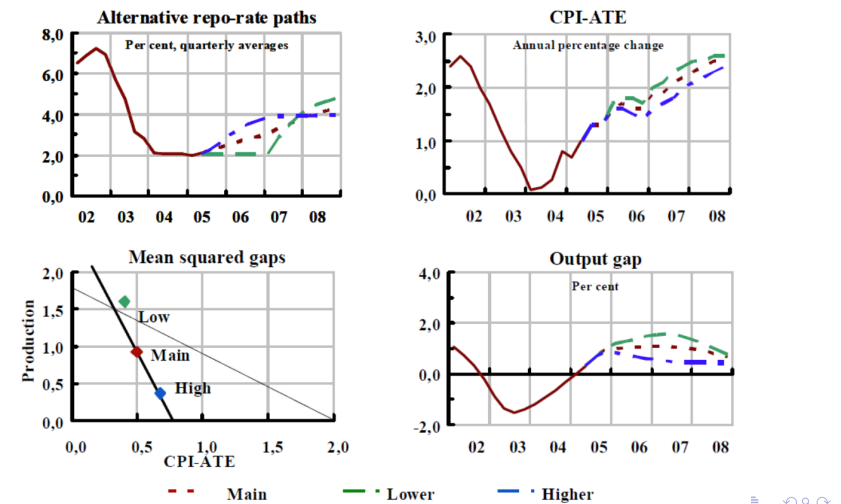 Alternative repo-rate paths
Per cent, quarterly averages
8,0
6,0
4,0
2,0
0,0
02 03 04 05 06 07 08
CPI-ATE
Annual percentage change
3,0
2,0
1,0
0,0
02 03 04 05 06 07 08
Mean squared gaps
Production
2,0
1,5
1,0
0,5
0,0
Low
Main
High
0,0 0,5 1,0 1,5 2,0
CPI-ATE
Output gap
Per cent
4,0
2,0
0,0
-2,0
02 03 04 05 06 07 08
Main Lower Higher